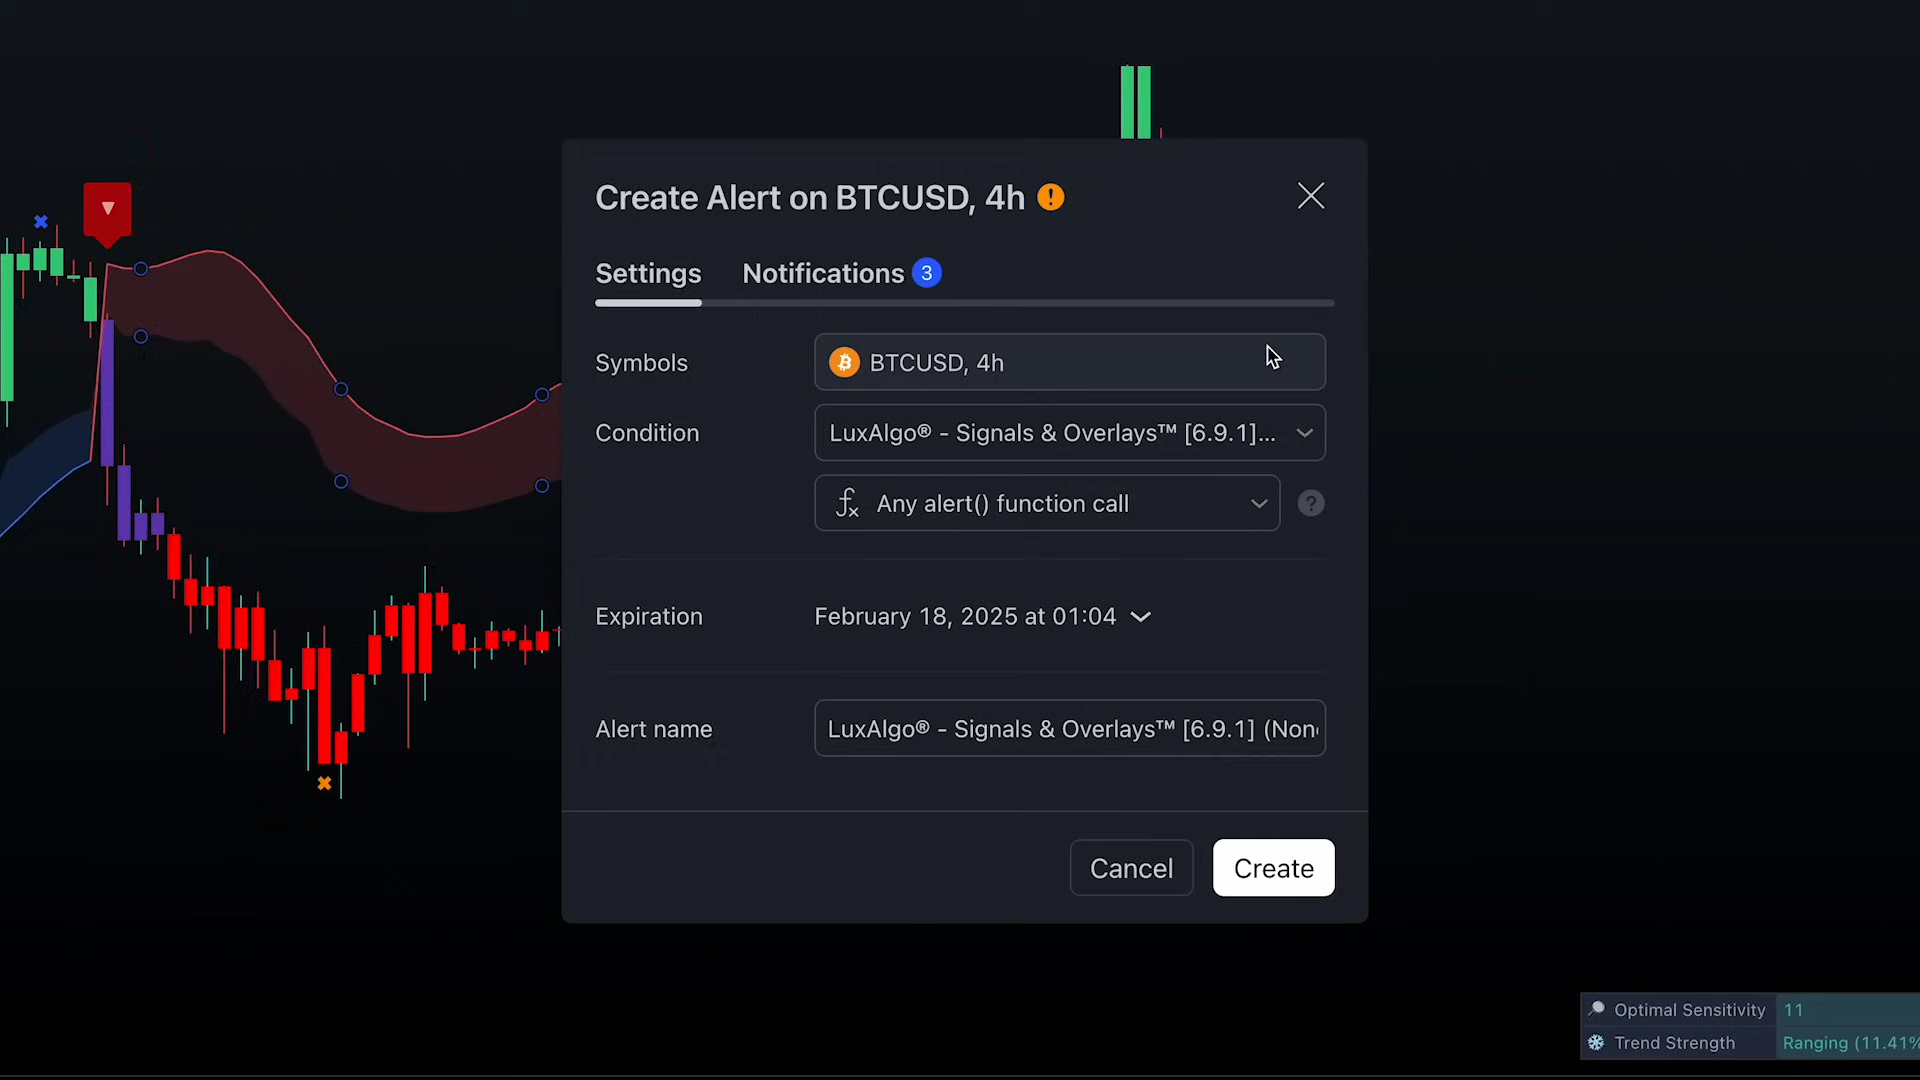 Create Alert on BTCUSD, 4h
Settings
Notifications 3
Symbols
BTCUSD, 4h
Condition
LuxAlgo® - Signals & Overlays™ [6.9.1]...
Any alert() function call
Expiration
February 18, 2025 at 01:04
Alert name
LuxAlgo® - Signals & Overlays™ [6.9.1] (Non
Cancel
Create
Optimal Sensitivity 11
Trend Strength Ranging (11.41%